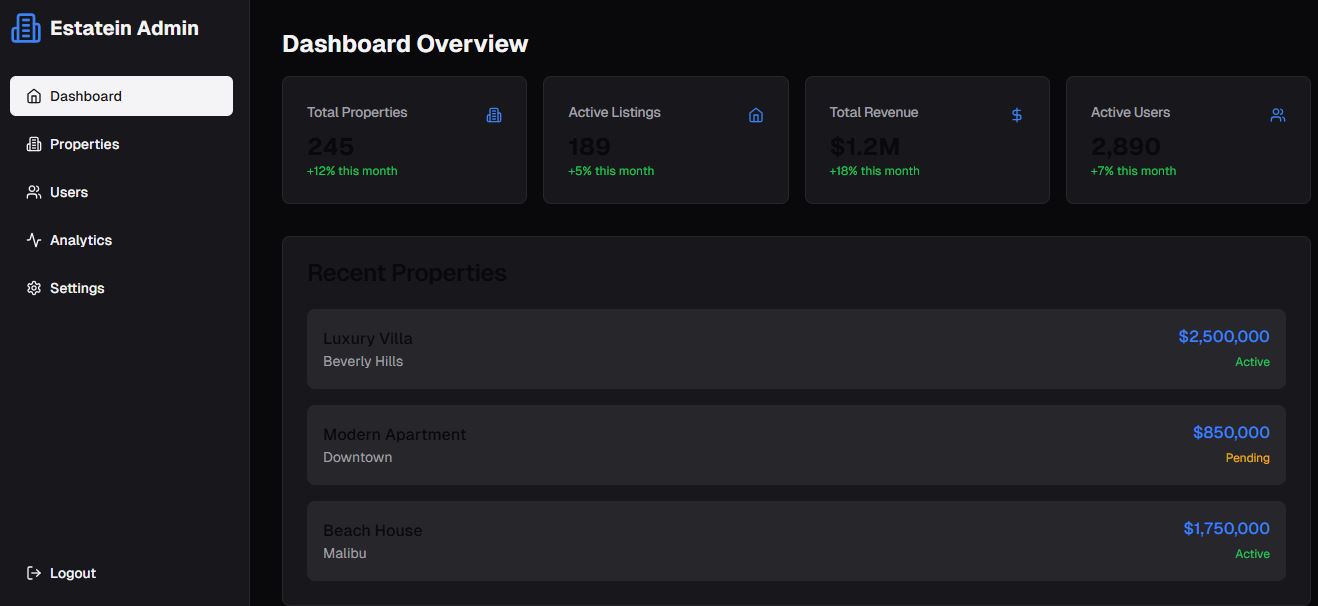 Estatein Admin
Dashboard
Properties
Users
Analytics
Settings
Logout
Dashboard Overview
Total Properties
245
+12% this month
Active Listings
189
+5% this month
Total Revenue
$1.2M
+18% this month
Active Users
2,890
+7% this month
Recent Properties
Luxury Villa
Beverly Hills
$2,500,000
Active
Modern Apartment
Downtown
$850,000
Pending
Beach House
Malibu
$1,750,000
Active